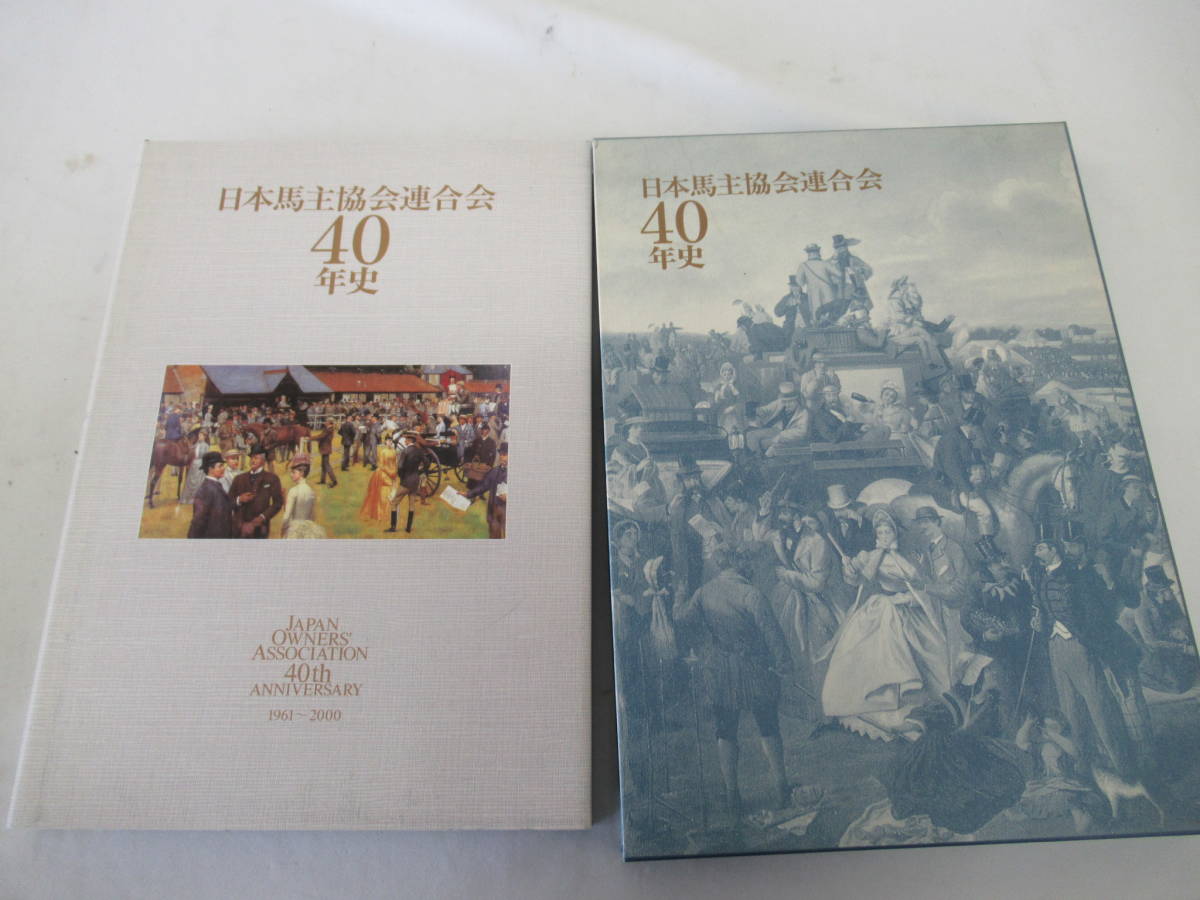 日本馬主協会連合会
40
年史
JAPAN
OWNERS'
ASSOCIATION
40th
ANNIVERSARY
1961~2000
日本馬主協会連合会
40
年史